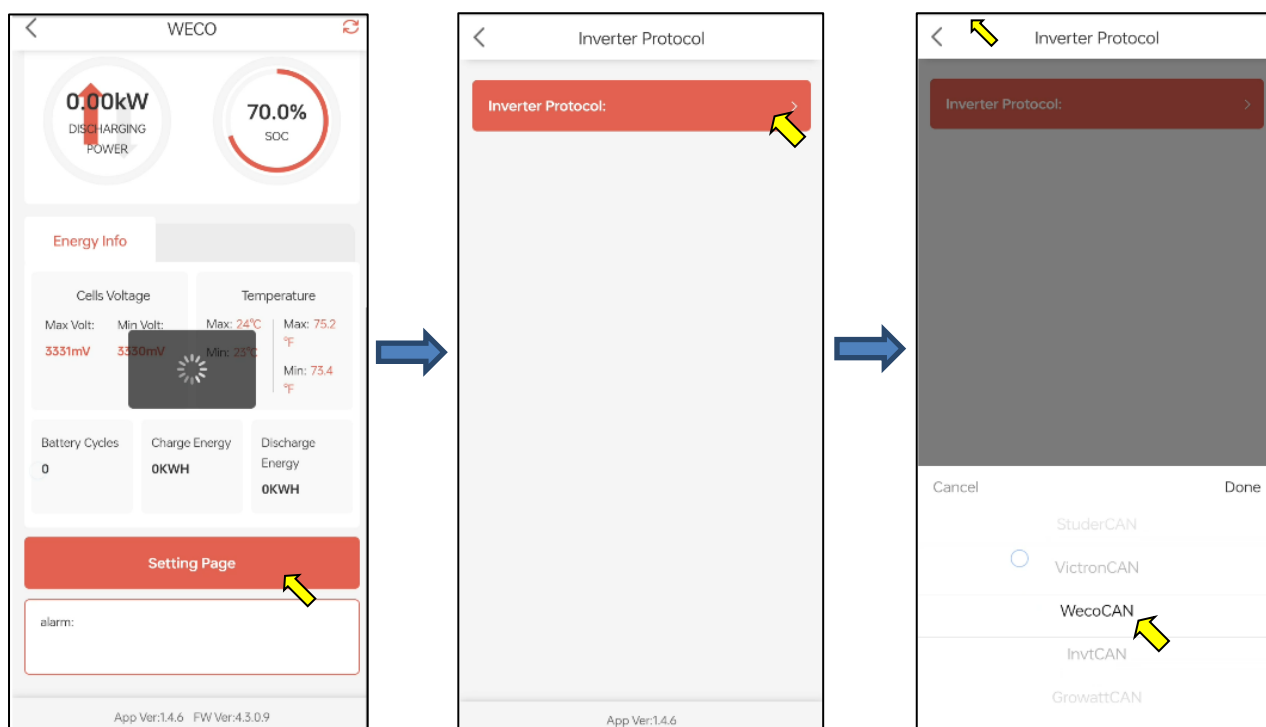 WECO
0.00kW
DISCHARGING
POWER
70.0%
SOC
Energy Info
Cells Voltage
Max Volt: Min Volt:
3331mV 3330mV
Temperature
Max: 24℃
Min: 23℃
Max: 75.2
℉
Min: 73.4
℉
Battery Cycles
0
Charge Energy
0KWH
Discharge
Energy
0KWH
Setting Page
alarm:
App Ver:1.4.6 FW Ver:4.3.0.9
Inverter Protocol
Inverter Protocol:
App Ver:1.4.6
Inverter Protocol
Inverter Protocol:
Cancel Done
StuderCAN
VictronCAN
WecoCAN
InvtCAN
GrowattCAN